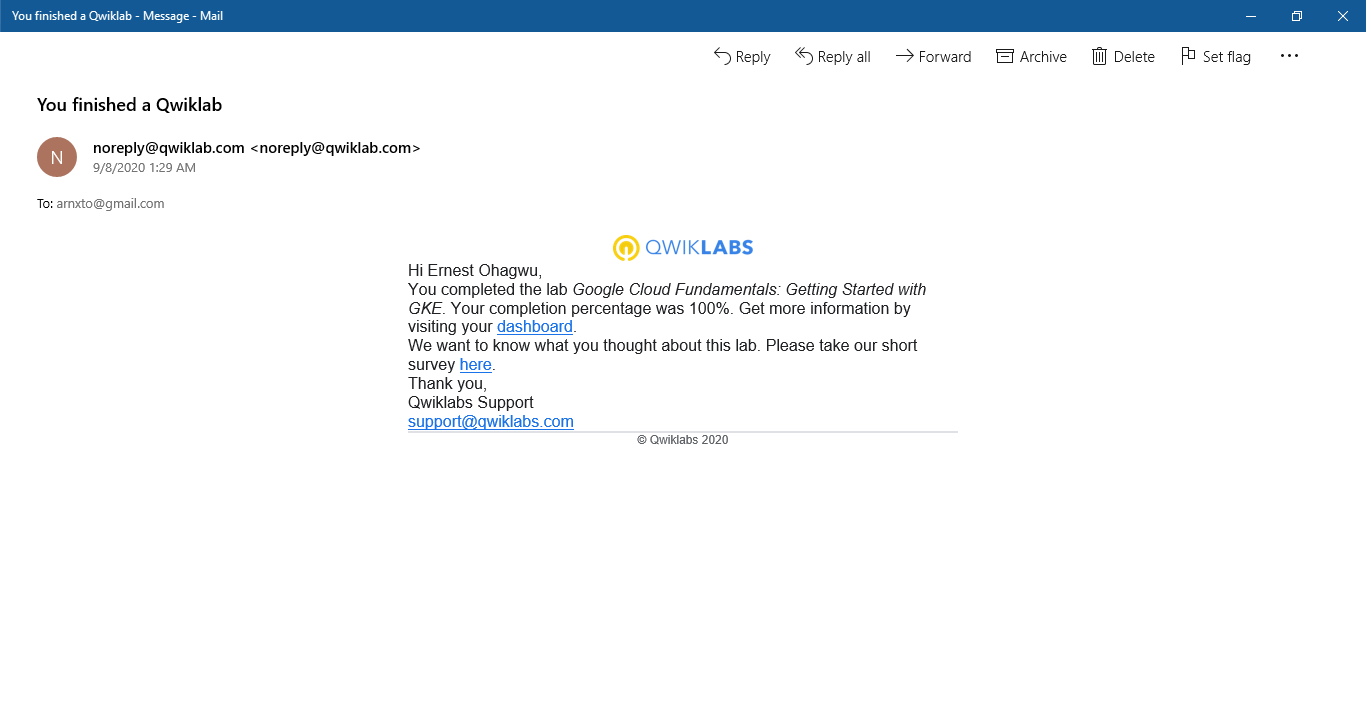 You finished a Qwiklab - Message - Mail
Reply Reply all Forward Archive Delete Set flag
You finished a Qwiklab
N
noreply@qwiklab.com <noreply@qwiklab.com>
9/8/2020 1:29 AM
To: arnxto@gmail.com
QWIKLABS
Hi Ernest Ohagwu,
You completed the lab Google Cloud Fundamentals: Getting Started with
GKE. Your completion percentage was 100%. Get more information by
visiting your dashboard.
We want to know what you thought about this lab. Please take our short
survey here.
Thank you,
Qwiklabs Support
support@qwiklabs.com
© Qwiklabs 2020